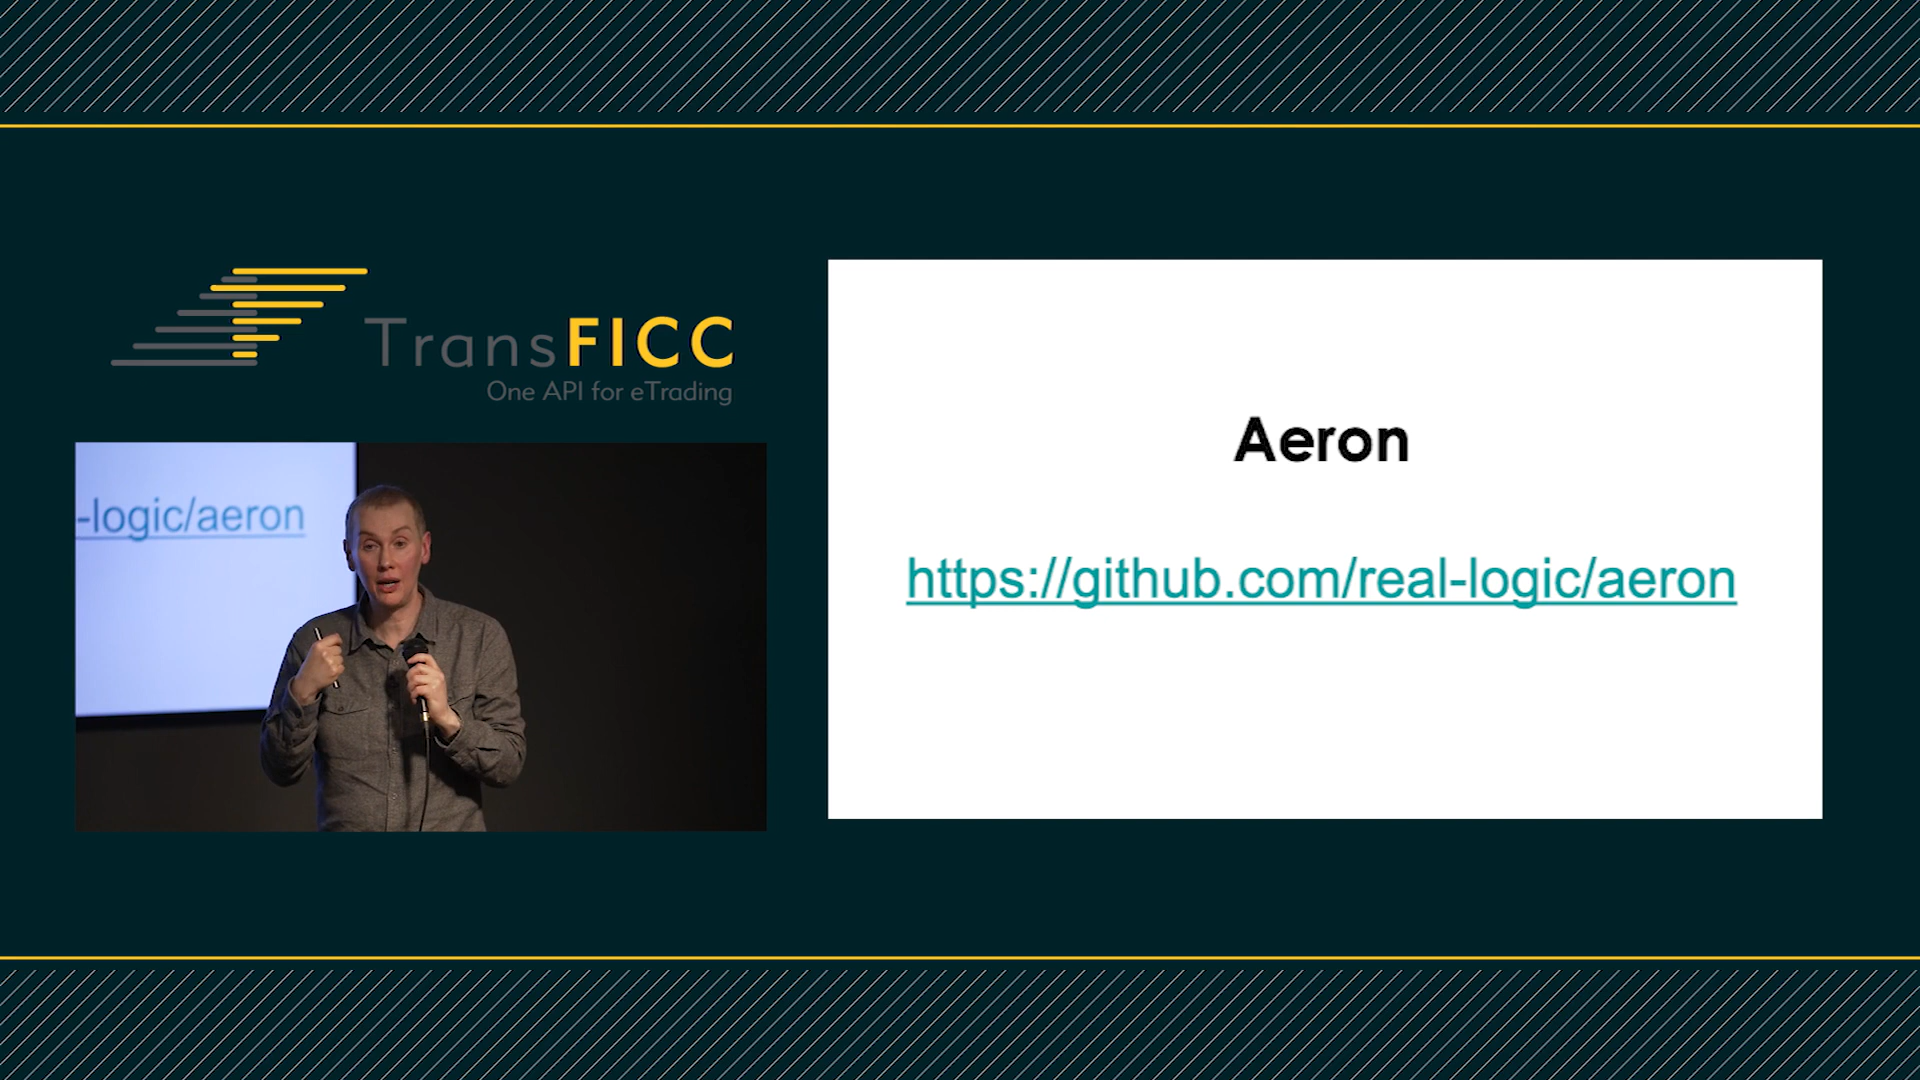 TransFICC
One API for eTrading
-logic/aeron
Aeron
https://github.com/real-logic/aeron